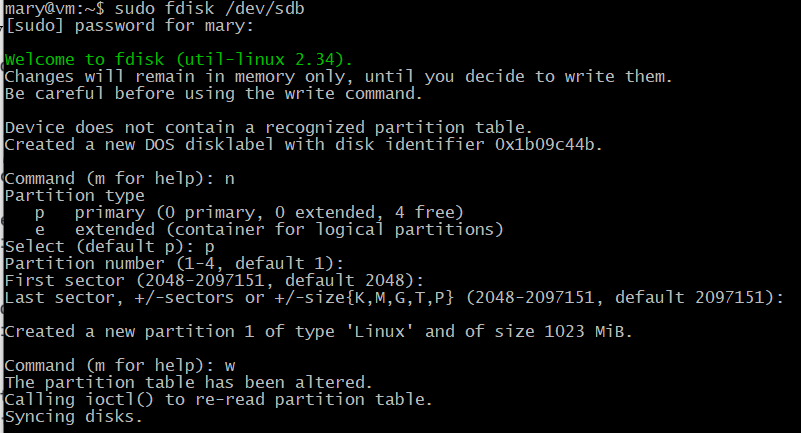 mary@vm:~$ sudo fdisk /dev/sdb
[sudo] password for mary:
Welcome to fdisk (util-linux 2.34).
Changes will remain in memory only, until you decide to write them.
Be careful before using the write command.
Device does not contain a recognized partition table.
Created a new DOS disklabel with disk identifier 0x1b09c44b.
Command (m for help): n
Partition type
   p   primary (0 primary, 0 extended, 4 free)
   e   extended (container for logical partitions)
Select (default p): p
Partition number (1-4, default 1):
First sector (2048-2097151, default 2048):
Last sector, +/-sectors or +/-size{K,M,G,T,P} (2048-2097151, default 2097151):
Created a new partition 1 of type 'Linux' and of size 1023 MiB.
Command (m for help): w
The partition table has been altered.
Calling ioctl() to re-read partition table.
Syncing disks.